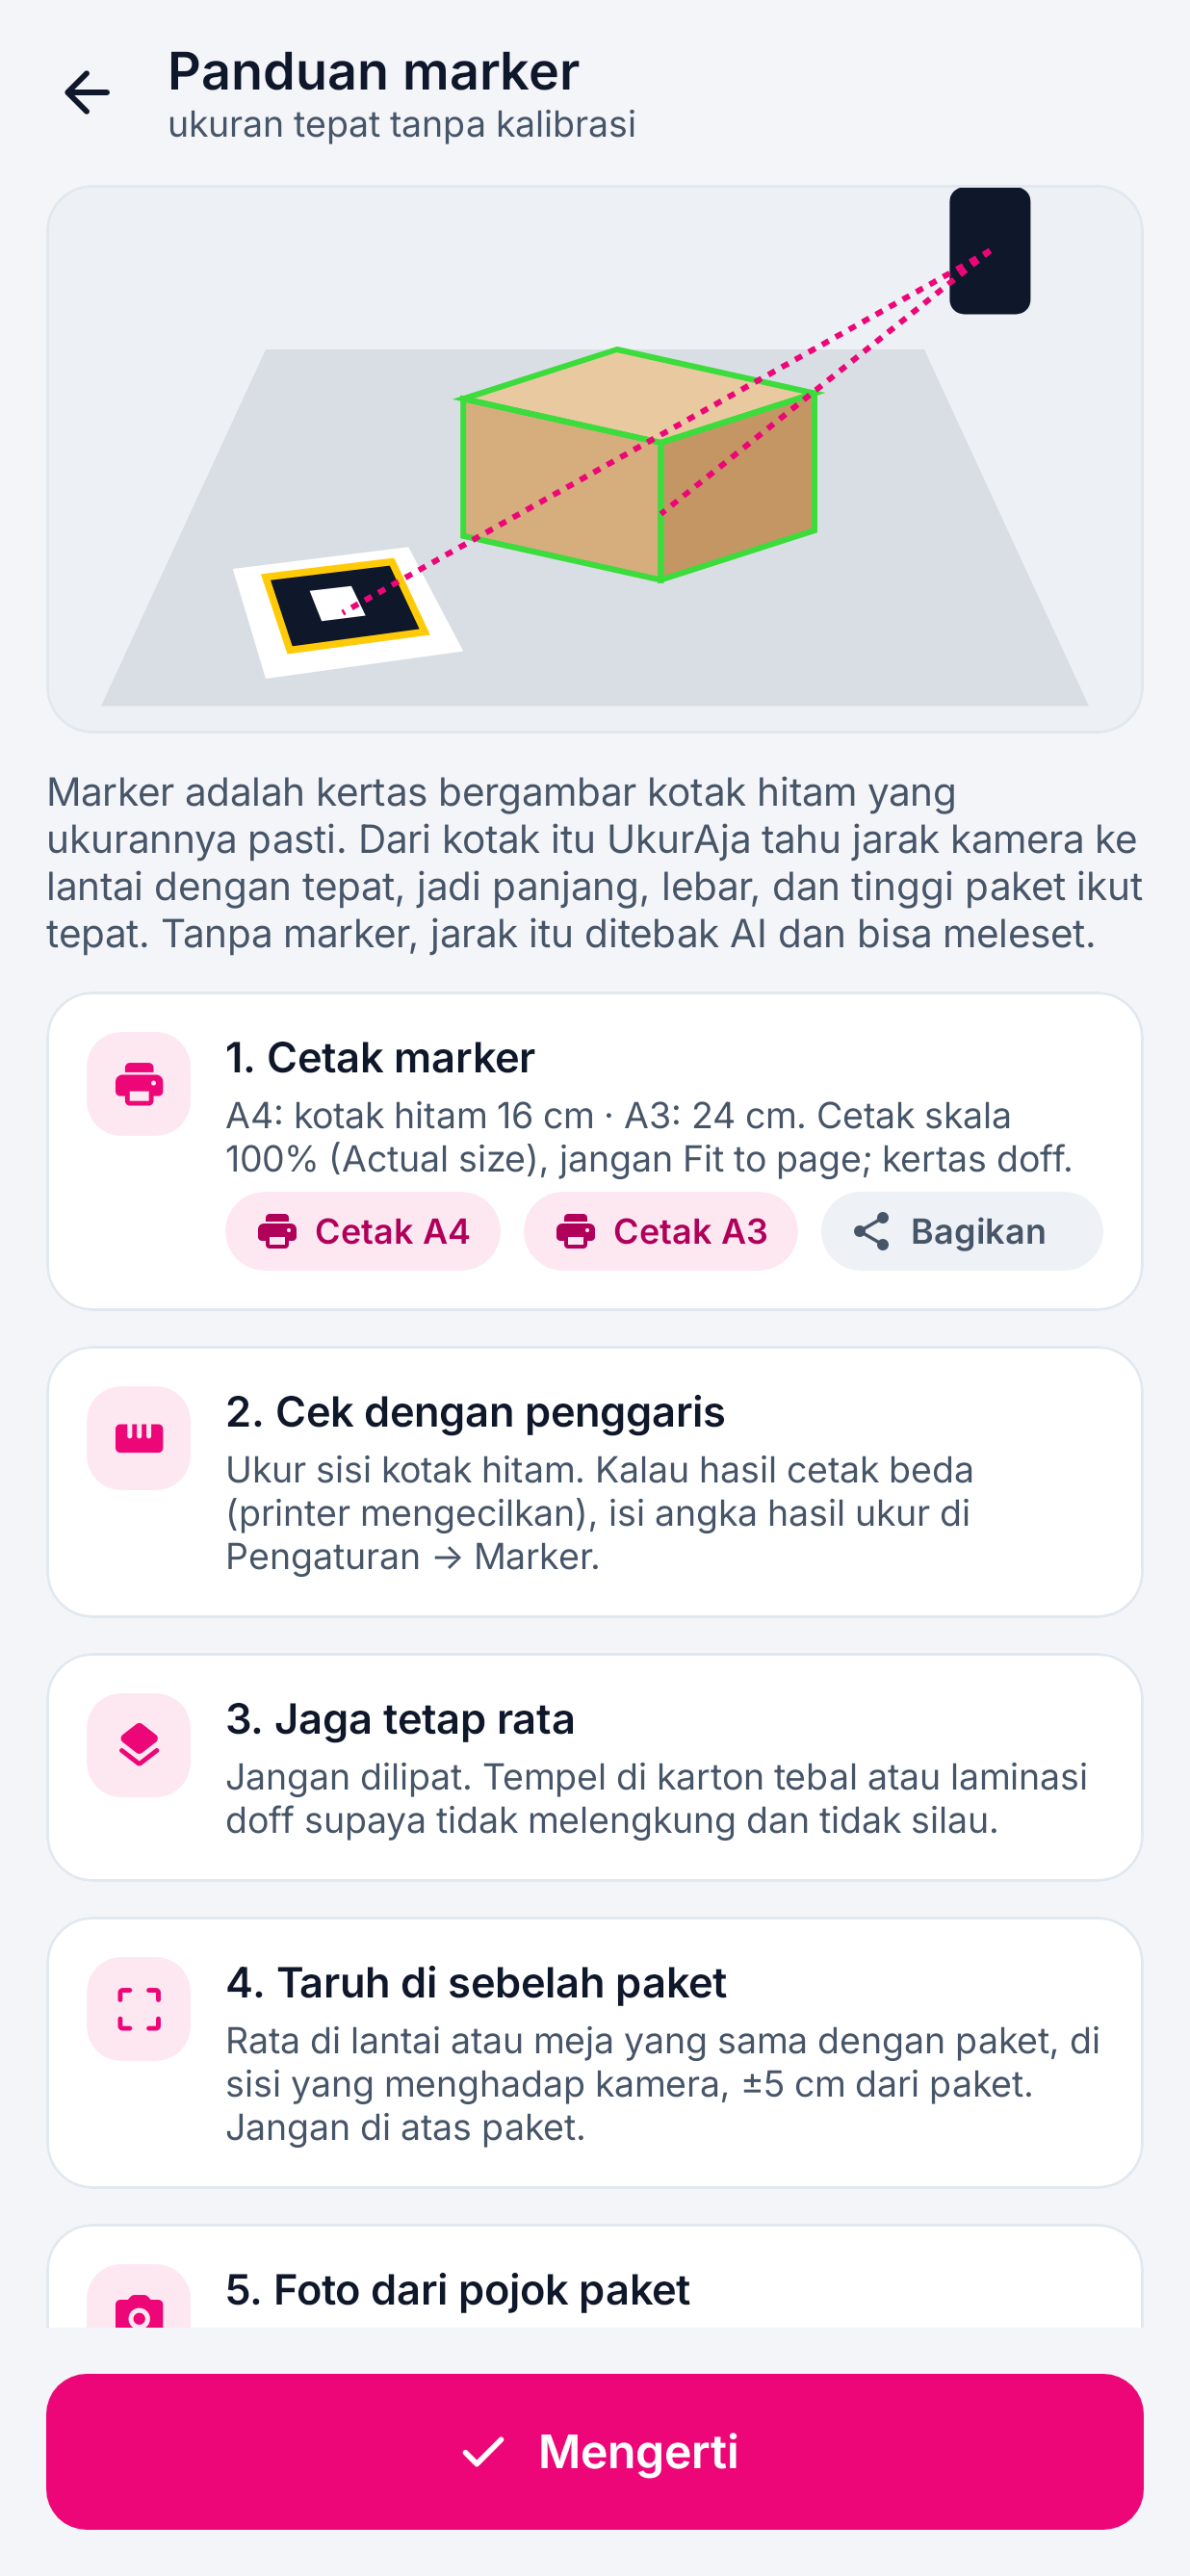 Panduan marker
ukuran tepat tanpa kalibrasi
Marker adalah kertas bergambar kotak hitam yang
ukurannya pasti. Dari kotak itu UkurAja tahu jarak kamera ke
lantai dengan tepat, jadi panjang, lebar, dan tinggi paket ikut
tepat. Tanpa marker, jarak itu ditebak AI dan bisa meleset.
1. Cetak marker
A4: kotak hitam 16 cm · A3: 24 cm. Cetak skala
100% (Actual size), jangan Fit to page; kertas doff.
Cetak A4 Cetak A3 Bagikan
2. Cek dengan penggaris
Ukur sisi kotak hitam. Kalau hasil cetak beda
(printer mengecilkan), isi angka hasil ukur di
Pengaturan → Marker.
3. Jaga tetap rata
Jangan dilipat. Tempel di karton tebal atau laminasi
doff supaya tidak melengkung dan tidak silau.
4. Taruh di sebelah paket
Rata di lantai atau meja yang sama dengan paket, di
sisi yang menghadap kamera, ±5 cm dari paket.
Jangan di atas paket.
5. Foto dari pojok paket
Mengerti